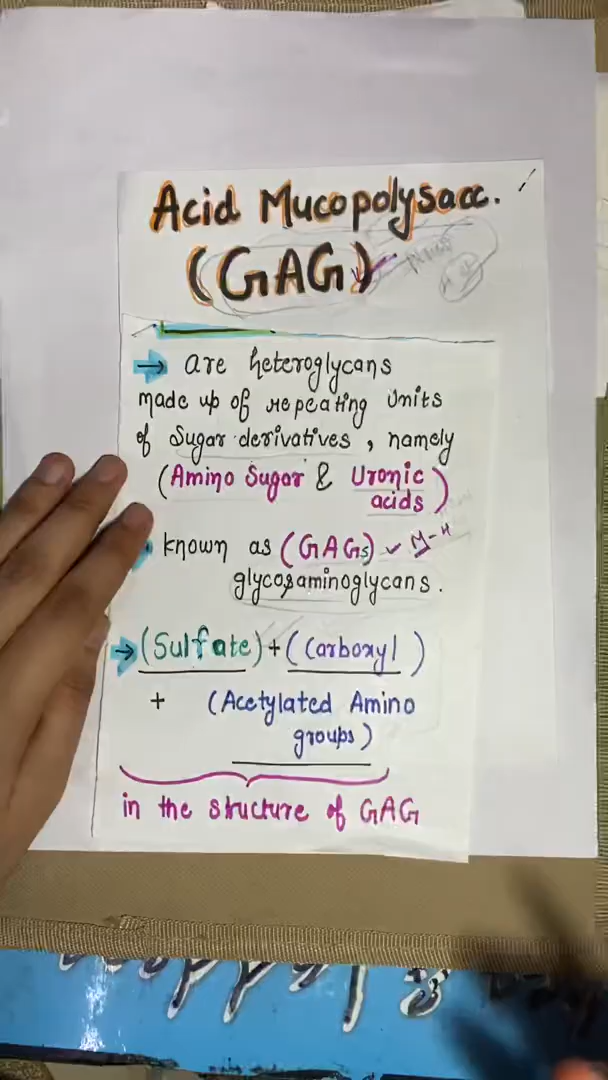 Acid Mucopolysacc.
(GAG)
→ are heteroglycans
made up of repeating units
of Sugar derivatives, namely
(Amino Sugar & Uronic
acids)
known as (GAGs)
glycosaminoglycans.
→ (Sulfate) + (Carboxyl)
+ (Acetylated Amino
groups)
in the structure of GAG